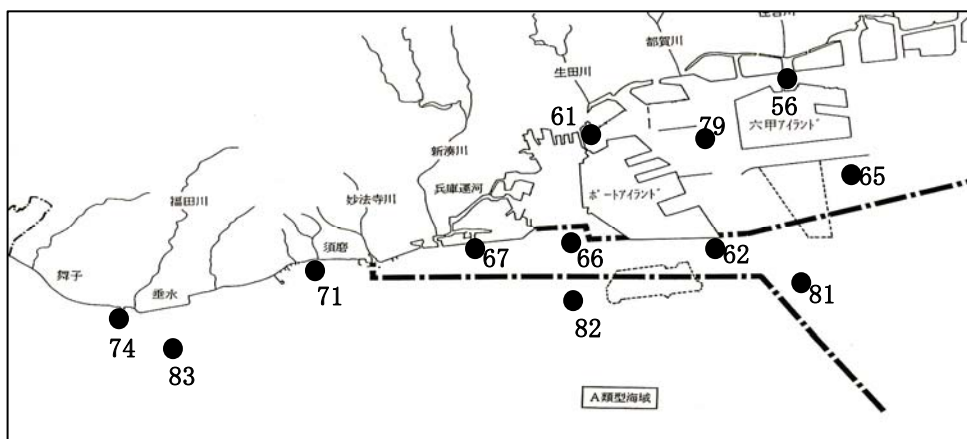 都賀川
生田川
56
61
79
六甲アイランド
新湊川
兵庫運河
65
ポートアイランド
福田川
妙法寺川
須磨
67
66
62
舞子
71
垂水
81
82
74
83
A類型海域